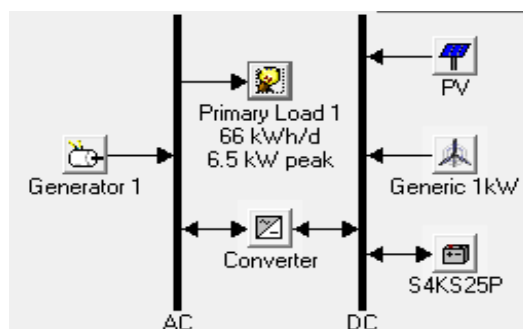 PV
Primary Load 1
66 kWh/d
6.5 kW peak
Generator 1
Generic 1kW
Converter
S4KS25P
AC
DC